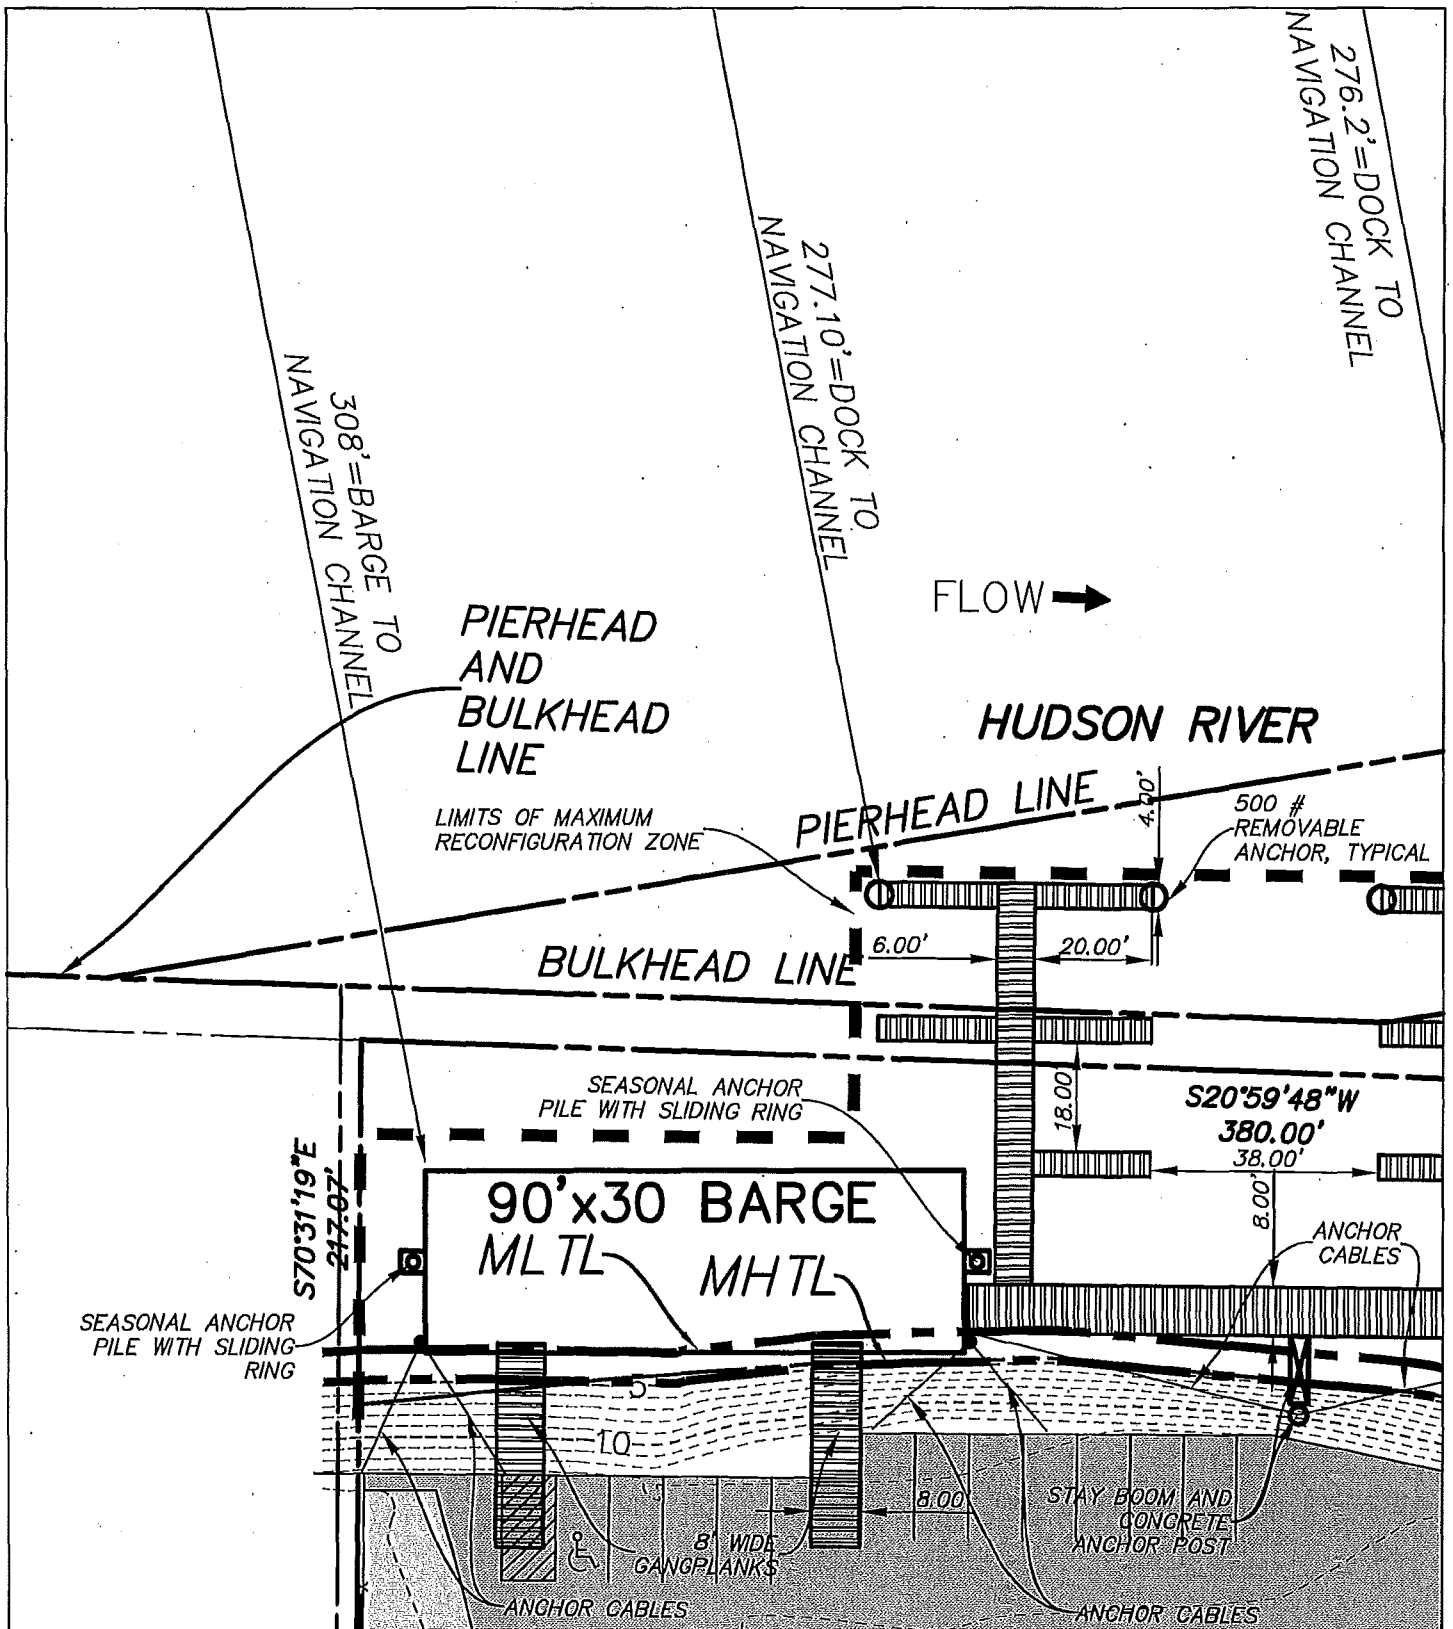 276.2'=DOCK TO
NAVIGATION CHANNEL
277.10'=DOCK TO
NAVIGATION CHANNEL
308'=BARGE TO
NAVIGATION CHANNEL
FLOW
PIERHEAD
AND
BULKHEAD
LINE
HUDSON RIVER
PIERHEAD LINE
4.00'
LIMITS OF MAXIMUM
RECONFIGURATION ZONE
500 #
REMOVABLE
ANCHOR, TYPICAL
6.00'
20.00'
BULKHEAD LINE
SEASONAL ANCHOR
PILE WITH SLIDING RING
18.00'
S20°59'48"W
380.00'
38.00'
8.00'
S70°31'19"E
217.07'
90'x30 BARGE
MLTL
MHTL
ANCHOR
CABLES
SEASONAL ANCHOR
PILE WITH SLIDING
RING
5
10
8.00'
STAY BOOM AND
CONCRETE
ANCHOR POST
8' WIDE
GANGPLANKS
ANCHOR CABLES
ANCHOR CABLES